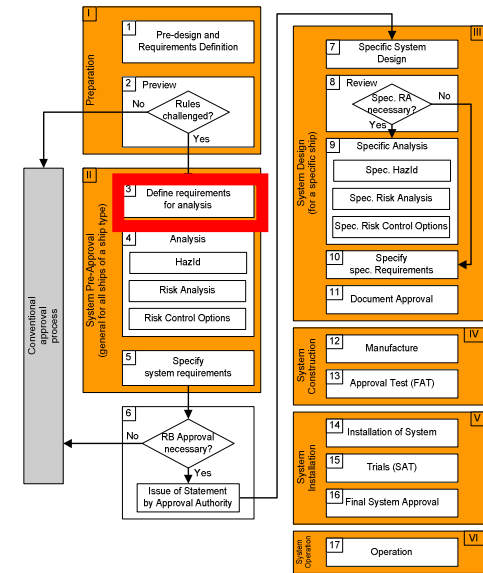 I
Preparation
1
Pre-design and
Requirements Definition
2
Preview
Rules
challenged?
No
Yes
Conventional
approval
process
II
System Pre-Approval
(general for all ships of a ship type)
3
Define requirements
for analysis
4
Analysis
HazId
Risk Analysis
Risk Control Options
5
Specify
system requirements
6
RB Approval
necessary?
No
Yes
Issue of Statement
by Approval Authority
III
System Design
(for a specific ship)
7
Specific System
Design
8
Review
Spec. RA
necessary?
No
Yes
9
Specific Analysis
Spec. HazId
Spec. Risk Analysis
Spec. Risk Control Options
10
Specify
spec. Requirements
11
Document Approval
IV
System
Construction
12
Manufacture
13
Approval Test (FAT)
V
System
Installation
14
Installation of System
15
Trials (SAT)
16
Final System Approval
VI
System
Operation
17
Operation